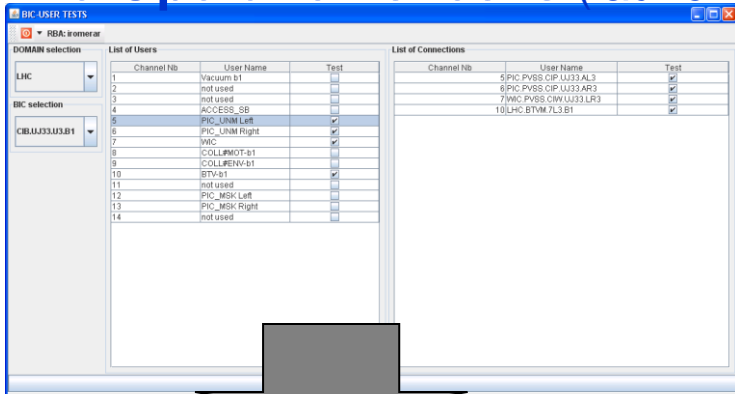 BIC-USER TESTS
RBA: iromerar
DOMAIN selection
LHC
BIC selection
CIB.UJ33.U3.B1
List of Users
Channel Nb User Name Test
1 Vacuum b1
2 not used
3 not used
4 ACCESS_SB
5 PIC_UNM Left
6 PIC_UNM Right
7 WIC
8 COLL#MOT-b1
9 COLL#ENV-b1
10 BTV-b1
11 not used
12 PIC_MSK Left
13 PIC_MSK Right
14 not used
List of Connections
Channel Nb User Name Test
5 PIC.PVSS.CIP.UJ33.AL3
6 PIC.PVSS.CIP.UJ33.AR3
7 WIC.PVSS.CIW.UJ33.LR3
10 LHC.BTVM.7L3.B1